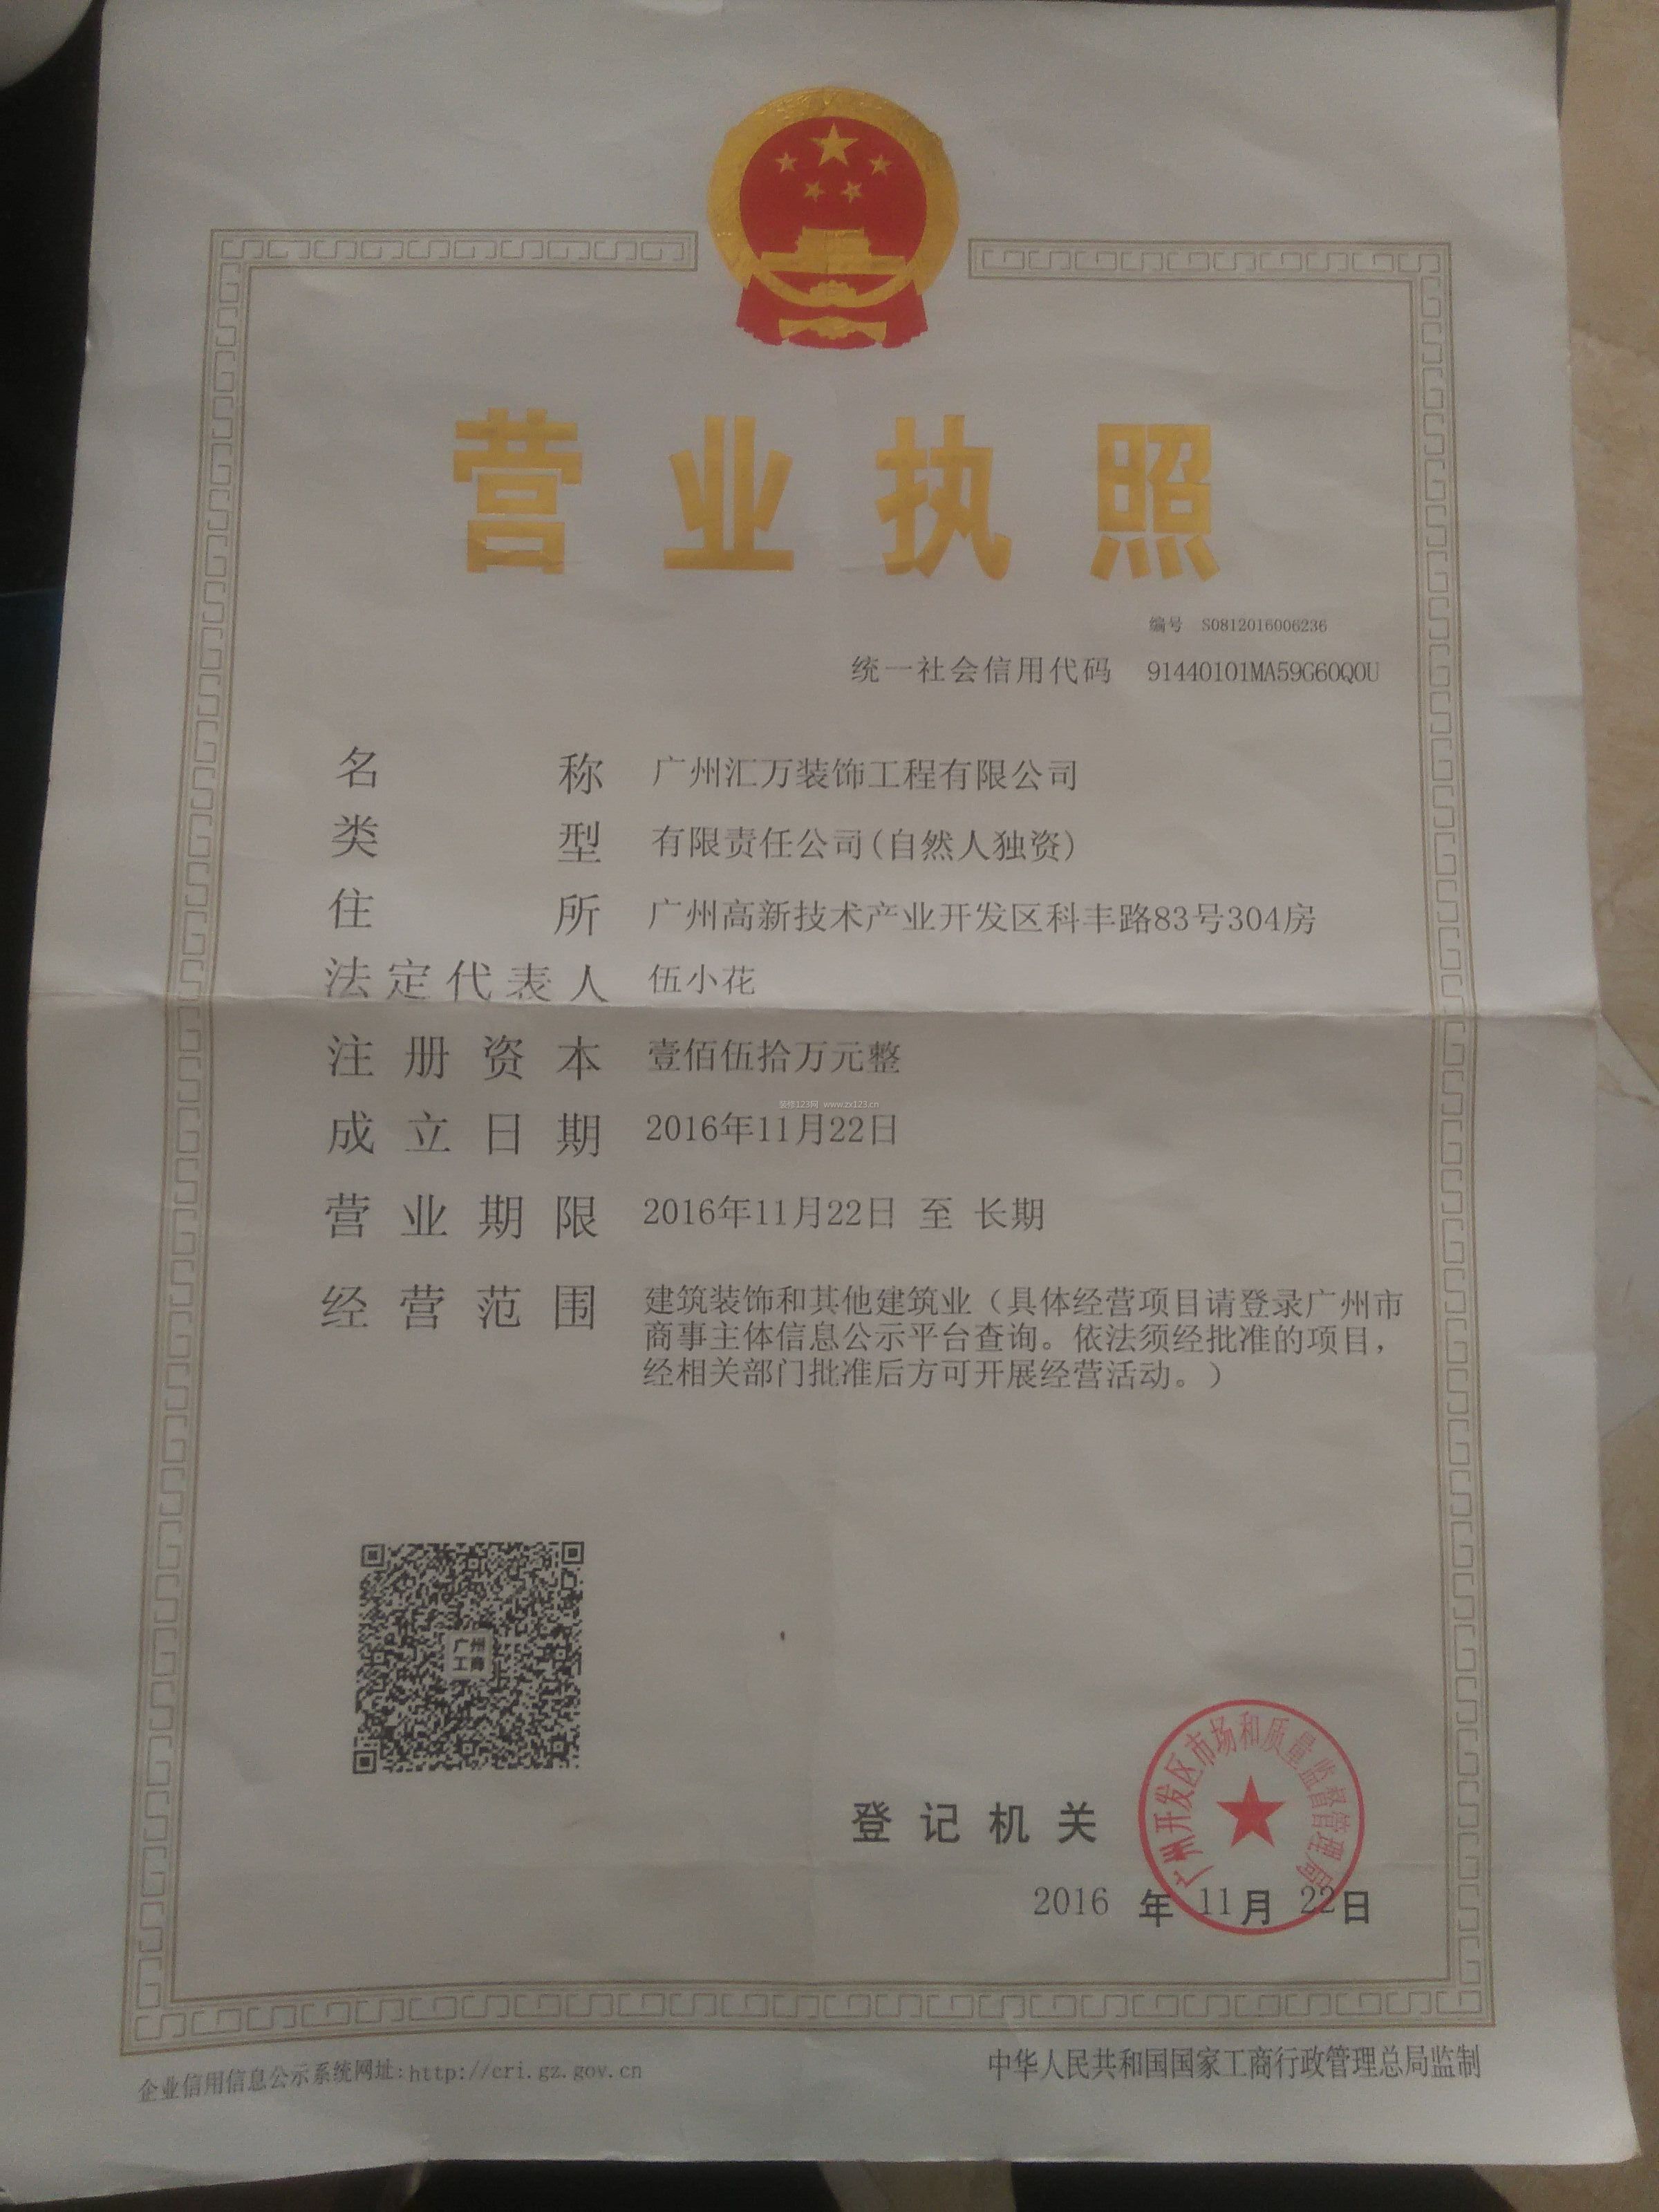 营业执照
编号 S0812016006236
统一社会信用代码 91440101MA59G60Q0U
名称 广州汇万装饰工程有限公司
类型 有限责任公司(自然人独资)
住所 广州高新技术产业开发区科丰路83号304房
法定代表人 伍小花
注册资本 壹佰伍拾万元整
装修123网 www.zx123.cn
成立日期 2016年11月22日
营业期限 2016年11月22日 至 长期
经营范围 建筑装饰和其他建筑业（具体经营项目请登录广州市
商事主体信息公示平台查询。依法须经批准的项目，
经相关部门批准后方可开展经营活动。）
广州
工商
广州开发区市场和质量监督管理局
登记机关
2016 年 11 月 22 日
企业信用信息公示系统网址:http://cri.gz.gov.cn
中华人民共和国国家工商行政管理总局监制